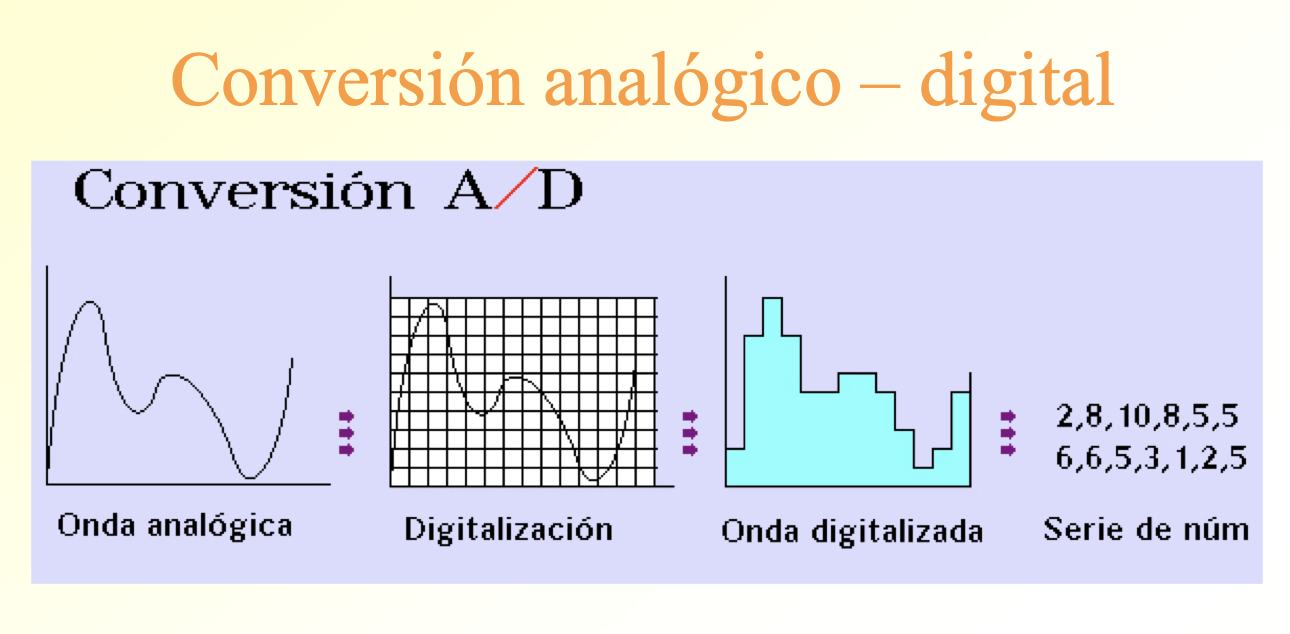 Conversión analógico – digital
Conversión A/D
2,8,10,8,5,5
6,6,5,3,1,2,5
Onda analógica
Digitalización
Onda digitalizada
Serie de núm